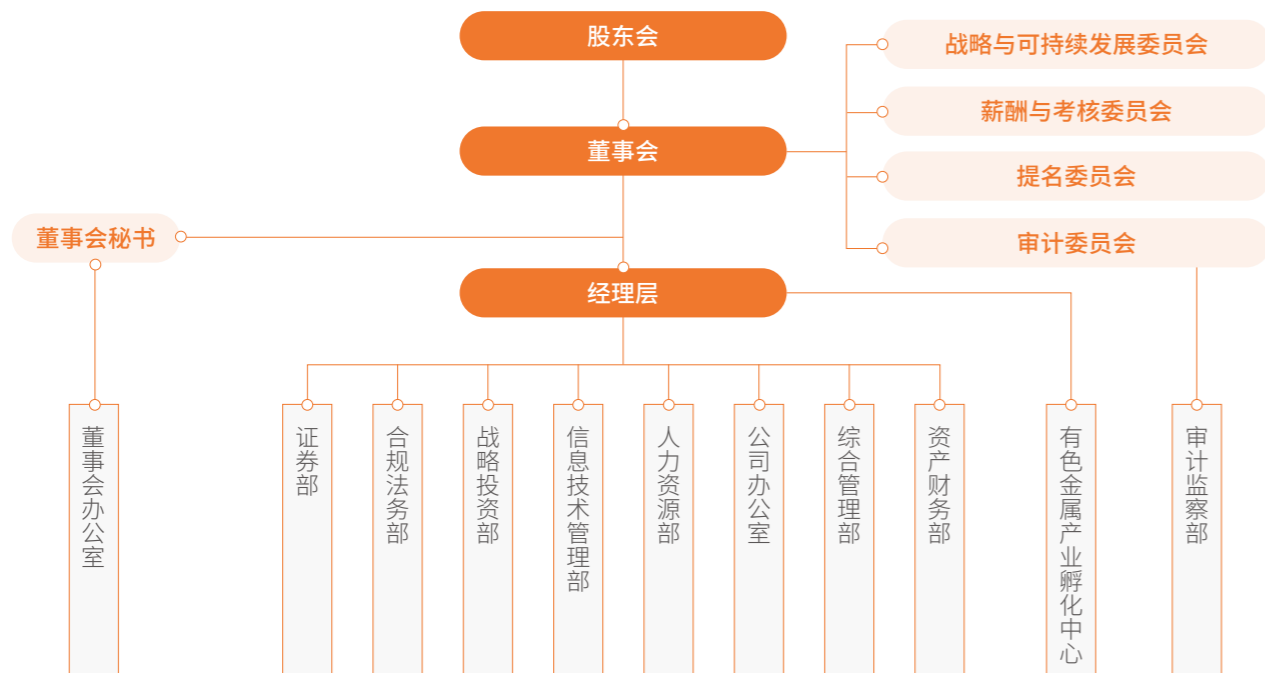 股东会
战略与可持续发展委员会
薪酬与考核委员会
董事会
提名委员会
董事会秘书
审计委员会
经理层
董事会办公室
证券部
合规法务部
战略投资部
信息技术管理部
人力资源部
公司办公室
综合管理部
资产财务部
有色金属产业孵化中心
审计监察部